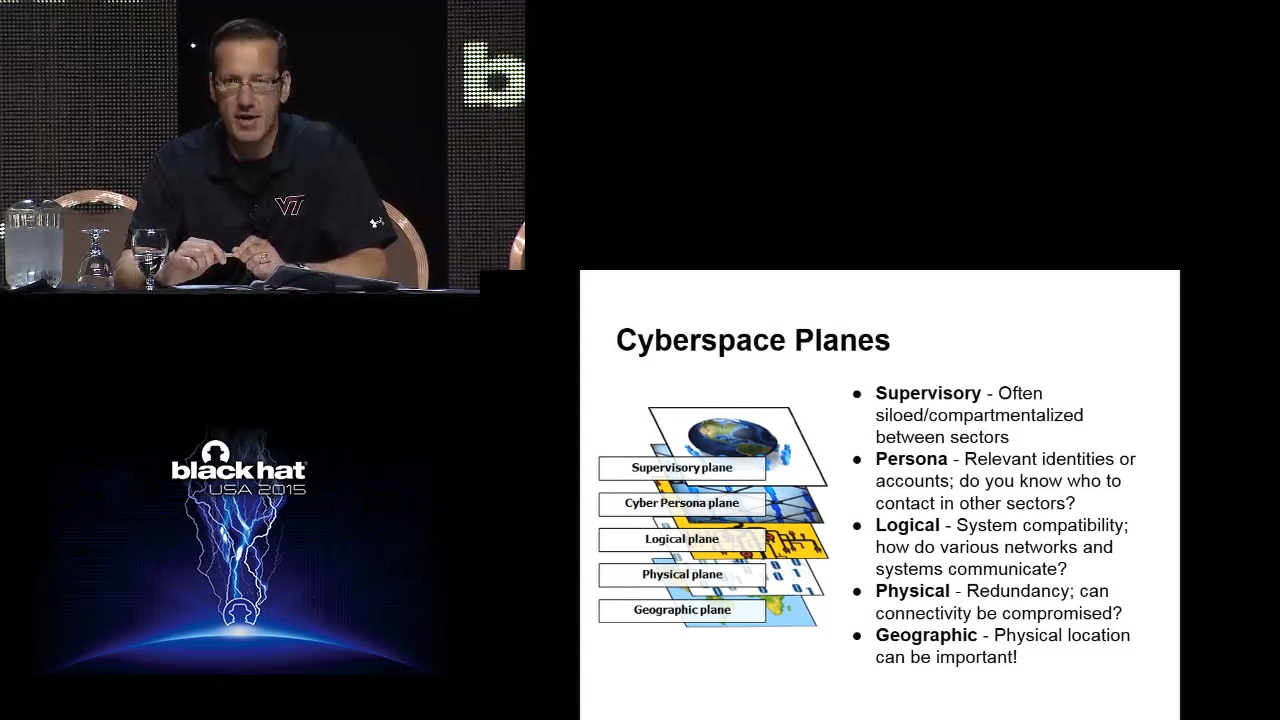 b
VT
black hat
USA 2015
Cyberspace Planes
Supervisory plane
Cyber Persona plane
Logical plane
Physical plane
Geographic plane
● Supervisory - Often
siloed/compartmentalized
between sectors
● Persona - Relevant identities or
accounts; do you know who to
contact in other sectors?
● Logical - System compatibility;
how do various networks and
systems communicate?
● Physical - Redundancy; can
connectivity be compromised?
● Geographic - Physical location
can be important!